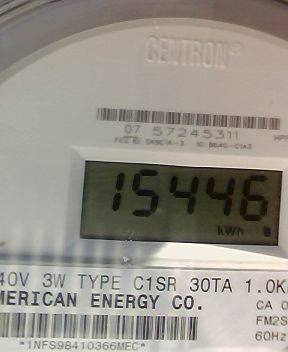 CENTRON®
07 57245311
15446
kWh
40V 3W TYPE C1SR 30TA 1.0K
MERICAN ENERGY CO.
CA 0
FM2S
60Hz
*1NFS98410366MEC*